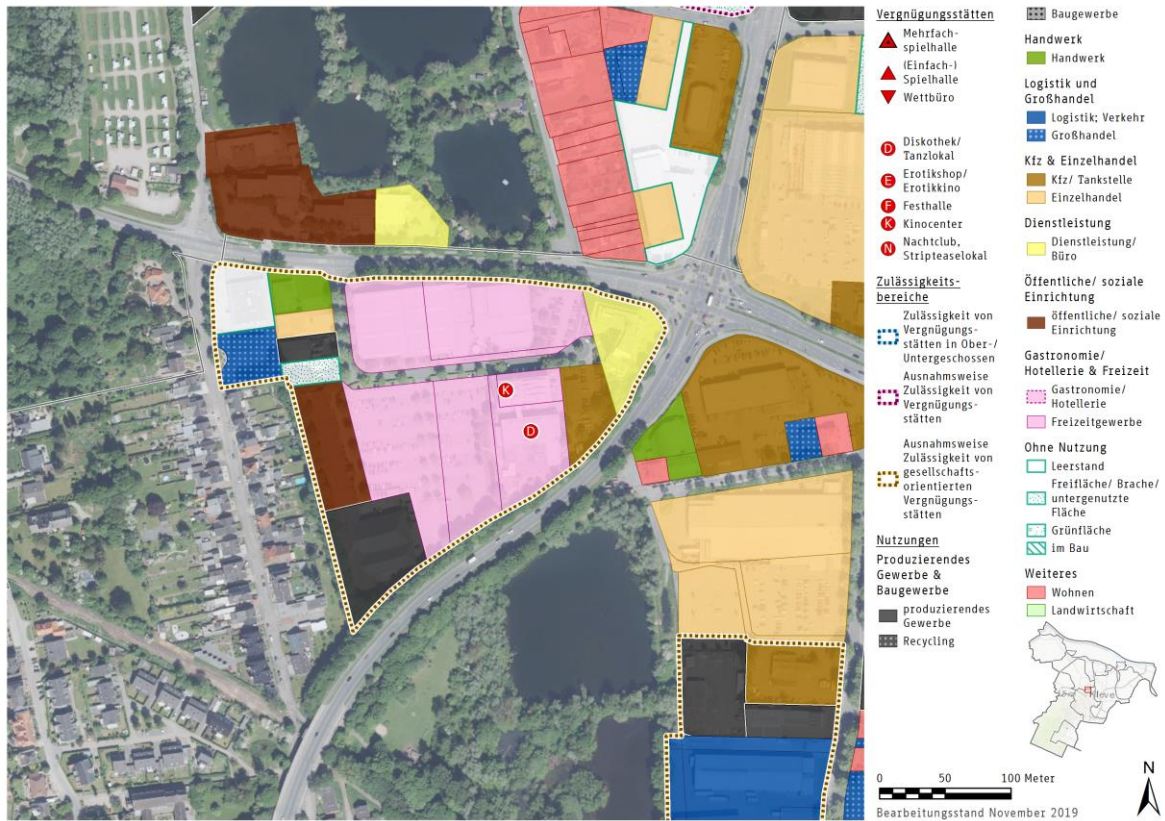 Vergnügungsstätten
Mehrfach-
spielhalle
(Einfach-)
Spielhalle
Wettbüro
D
Diskothek/
Tanzlokal
E
Erotikshop/
Erotikkino
F
Festhalle
K
Kinocenter
N
Nachtclub,
Stripteaselokal
Zulässigkeits-
bereiche
Zulässigkeit von
Vergnügungs-
stätten in Ober-/
Untergeschossen
Ausnahmsweise
Zulässigkeit von
Vergnügungs-
stätten
Ausnahmsweise
Zulässigkeit von
gesellschafts-
orientierten
Vergnügungs-
stätten
Nutzungen
Produzierendes
Gewerbe &
Baugewerbe
produzierendes
Gewerbe
Recycling
Baugewerbe
Handwerk
Handwerk
Logistik und
Großhandel
Logistik; Verkehr
Großhandel
Kfz & Einzelhandel
Kfz/ Tankstelle
Einzelhandel
Dienstleistung
Dienstleistung/
Büro
Öffentliche/ soziale
Einrichtung
öffentliche/ soziale
Einrichtung
Gastronomie/
Hotellerie & Freizeit
Gastronomie/
Hotellerie
Freizeitgewerbe
Ohne Nutzung
Leerstand
Freifläche/ Brache/
untergenutzte
Fläche
Grünfläche
im Bau
Weiteres
Wohnen
Landwirtschaft
Kleve
K
D
0 50 100 Meter
N
Bearbeitungsstand November 2019